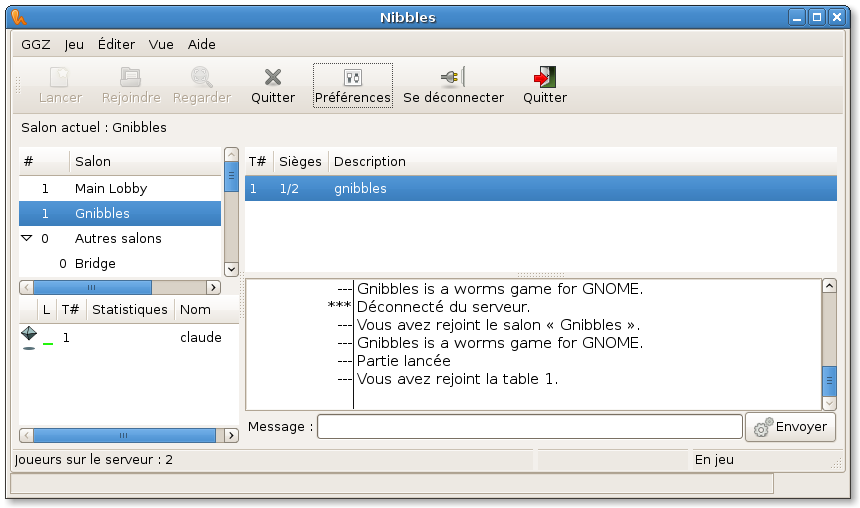 Nibbles
GGZ Jeu Éditer Vue Aide
Lancer Rejoindre Regarder Quitter Préférences Se déconnecter Quitter
Salon actuel : Gnibbles
# Salon
1 Main Lobby
1 Gnibbles
0 Autres salons
0 Bridge
T# Sièges Description
1 1/2 gnibbles
L T# Statistiques Nom
1 claude
--- Gnibbles is a worms game for GNOME.
*** Déconnecté du serveur.
--- Vous avez rejoint le salon « Gnibbles ».
--- Gnibbles is a worms game for GNOME.
--- Partie lancée
--- Vous avez rejoint la table 1.
Message : Envoyer
Joueurs sur le serveur : 2 En jeu